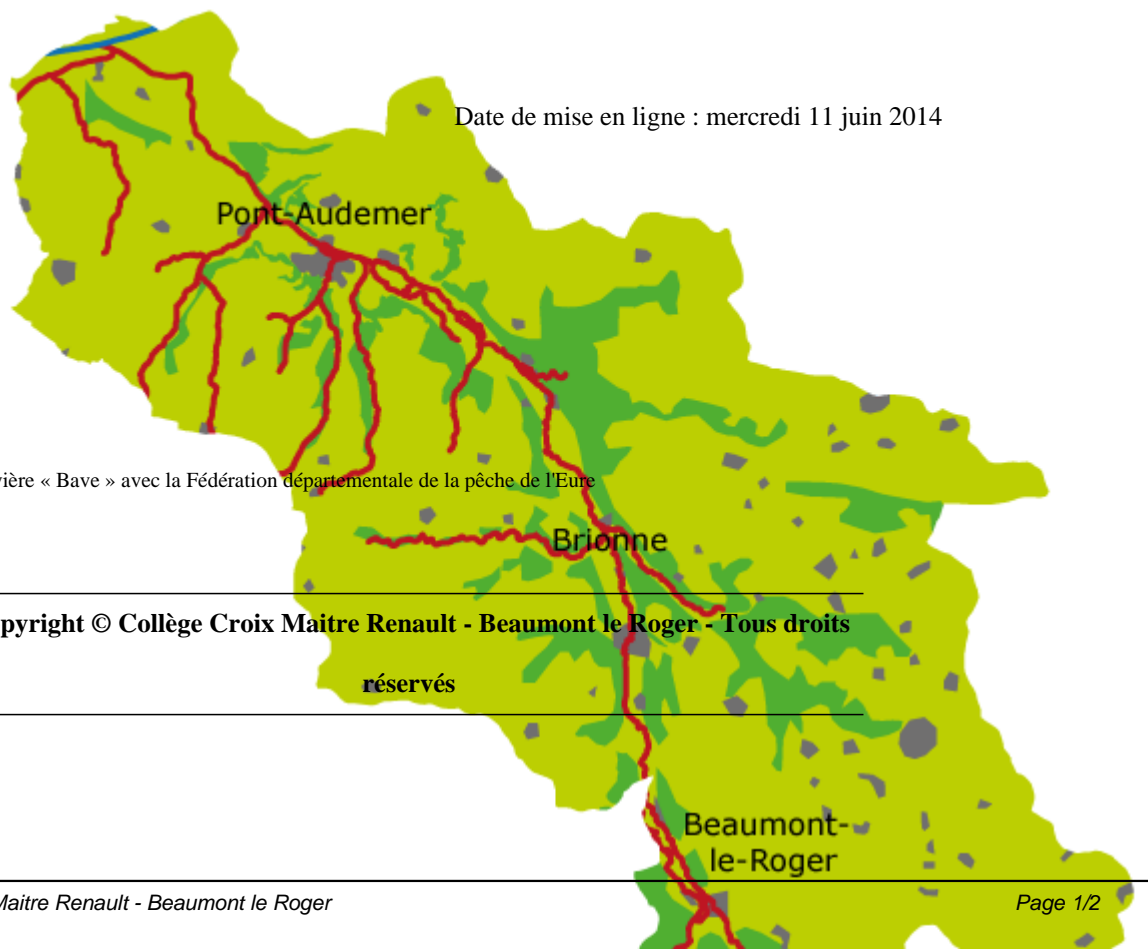 Date de mise en ligne : mercredi 11 juin 2014
Pont-Audemer
« Bave » avec la Fédération départementale de la pêche de l'Eure
Brionne
© Collège Croix Maitre Renault - Beaumont le Roger - Tous droits
réservés
Beaumont-
le-Roger
Maitre Renault - Beaumont le Roger
Page 1/2